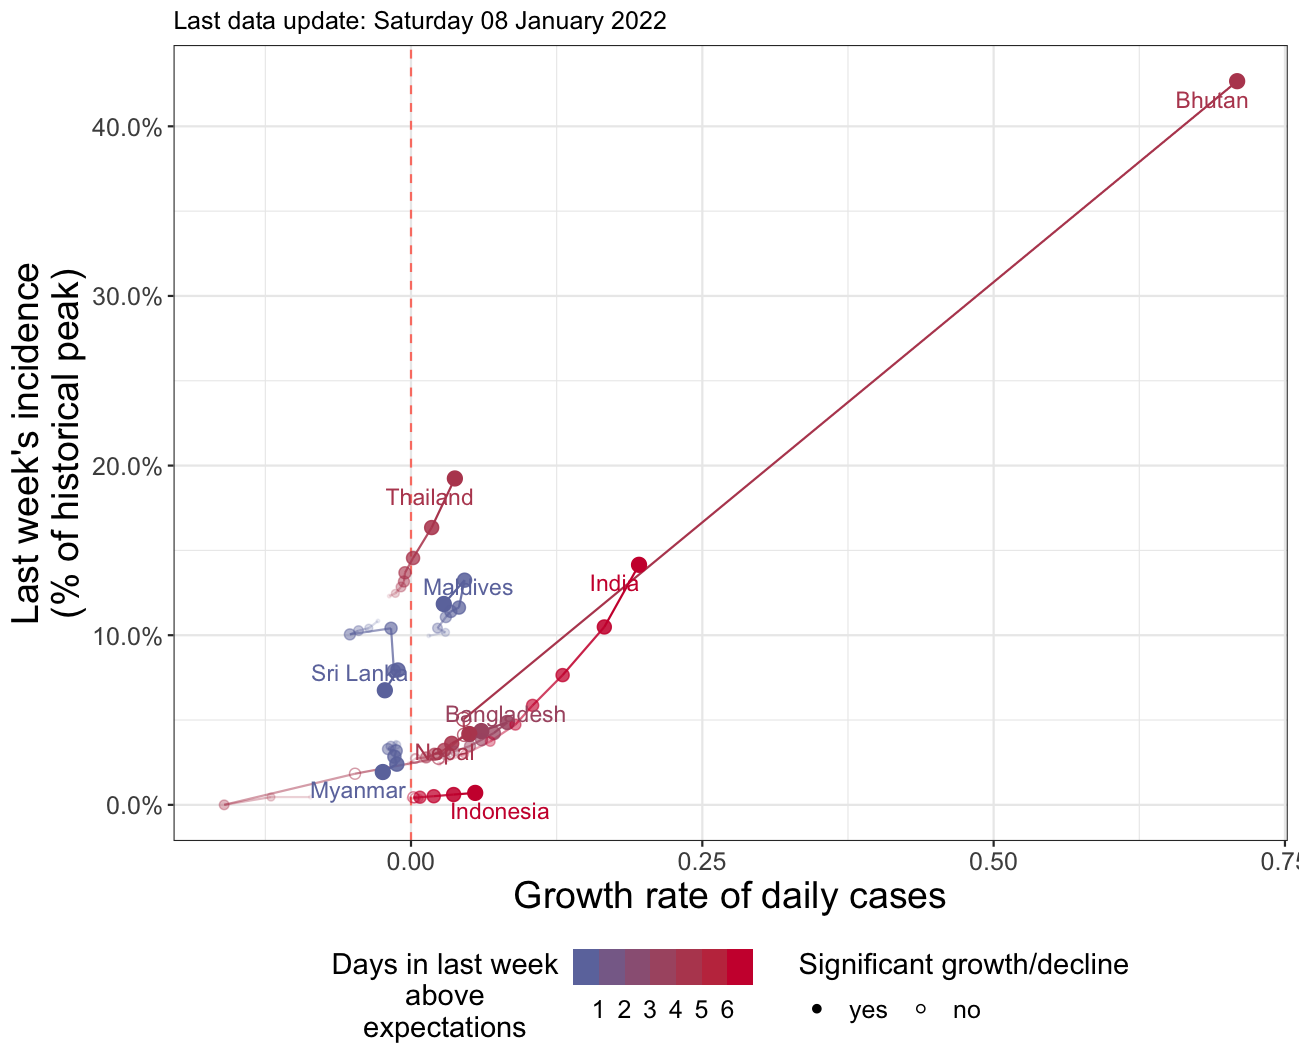 Last data update: Saturday 08 January 2022
Last week's incidence
(% of historical peak)
40.0%
30.0%
20.0%
10.0%
0.0%
Bhutan
Thailand
Maldives
India
Sri Lanka
Bangladesh
Nepal
Myanmar
Indonesia
0.00 0.25 0.50 0.75
Growth rate of daily cases
Days in last week
above
expectations
1 2 3 4 5 6
Significant growth/decline
yes no